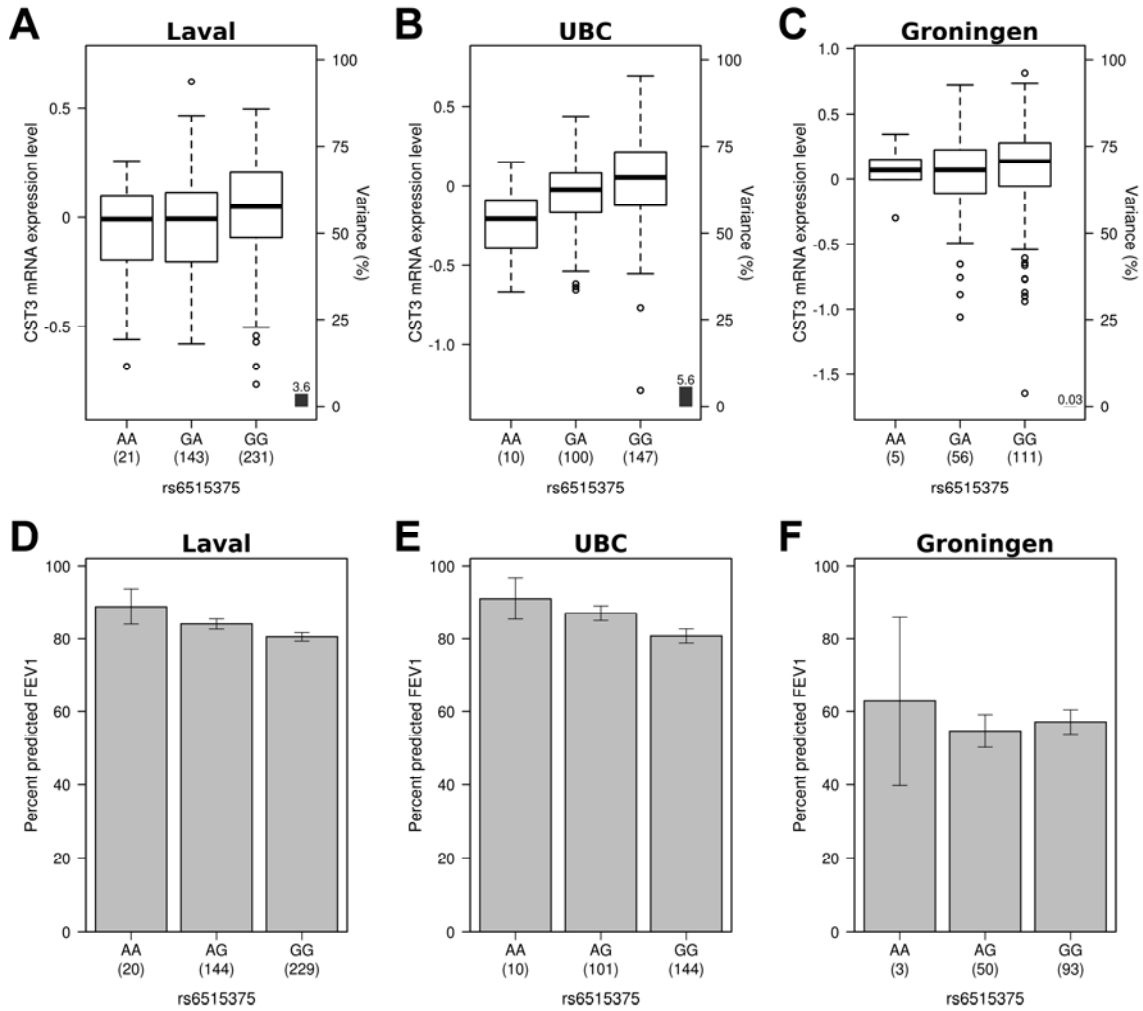 A
Laval
CST3 mRNA expression level
0.5
0
-0.5
100
75
50
25
0
Variance (%)
3.6
AA GA GG
(21) (143) (231)
rs6515375
B
UBC
CST3 mRNA expression level
0.5
0
-0.5
-1.0
100
75
50
25
0
Variance (%)
5.6
AA GA GG
(10) (100) (147)
rs6515375
C
Groningen
CST3 mRNA expression level
1.0
0.5
0
-0.5
-1.0
-1.5
100
75
50
25
0
Variance (%)
0.03
AA GA GG
(5) (56) (111)
rs6515375
D
Laval
Percent predicted FEV1
100
80
60
40
20
0
AA AG GG
(20) (144) (229)
rs6515375
E
UBC
Percent predicted FEV1
100
80
60
40
20
0
AA AG GG
(10) (101) (144)
rs6515375
F
Groningen
Percent predicted FEV1
100
80
60
40
20
0
AA AG GG
(3) (50) (93)
rs6515375